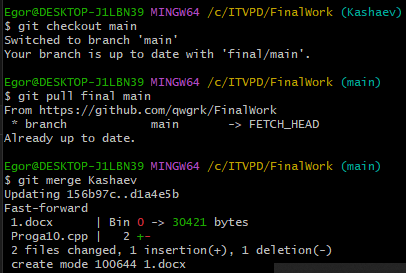 Egor@DESKTOP-J1LBN39 MINGW64 /c/ITVPD/FinalWork (Kashaev)
$ git checkout main
Switched to branch 'main'
Your branch is up to date with 'final/main'.
Egor@DESKTOP-J1LBN39 MINGW64 /c/ITVPD/FinalWork (main)
$ git pull final main
From https://github.com/qwgrk/FinalWork
 * branch            main       -> FETCH_HEAD
Already up to date.
Egor@DESKTOP-J1LBN39 MINGW64 /c/ITVPD/FinalWork (main)
$ git merge Kashaev
Updating 156b97c..d1a4e5b
Fast-forward
 1.docx      | Bin 0 -> 30421 bytes
 Proga10.cpp |   2 +-
 2 files changed, 1 insertion(+), 1 deletion(-)
 create mode 100644 1.docx